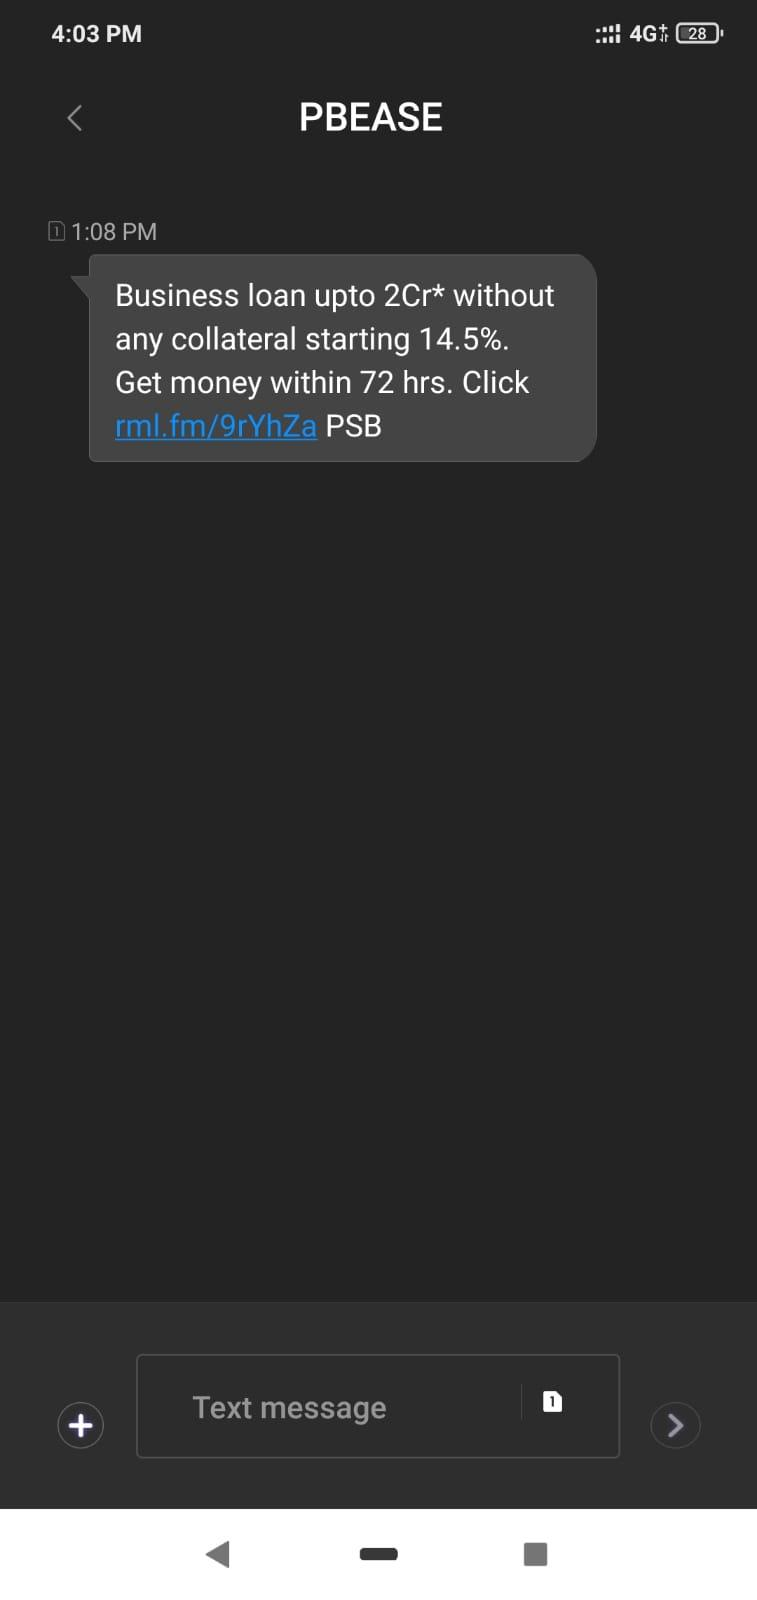 4:03 PM 4G 28
PBEASE
1 1:08 PM
Business loan upto 2Cr* without
any collateral starting 14.5%.
Get money within 72 hrs. Click
rml.fm/9rYhZa PSB
Text message 1